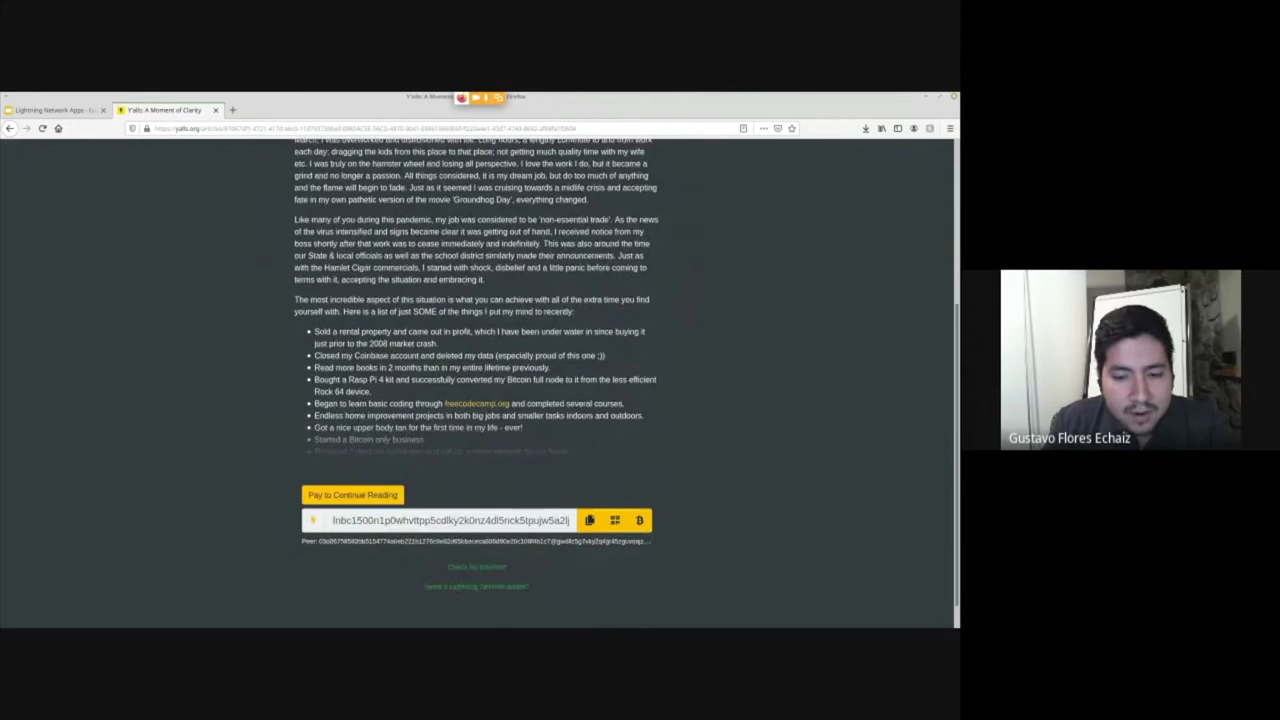 Y'alls: A Moment
Firefox
Lightning Network Apps - G
Y'alls: A Moment of Clarity
https://yalls.org/articles/
each day; dragging the kids from this place to that place; not getting much quality time with my wife
etc. I was truly on the hamster wheel and losing all perspective. I love the work I do, but it became a
grind and no longer a passion. All things considered, it is my dream job, but do too much of anything
and the flame will begin to fade. Just as it seemed I was cruising towards a midlife crisis and accepting
fate in my own pathetic version of the movie 'Groundhog Day', everything changed.
Like many of you during this pandemic, my job was considered to be 'non-essential trade'. As the news
of the virus intensified and signs became clear it was getting out of hand, I received notice from my
boss shortly after that work was to cease immediately and indefinitely. This was also around the time
our State & local officials as well as the school district similarly made their announcements. Just as
with the Hamlet Cigar commercials, I started with shock, disbelief and a little panic before coming to
terms with it, accepting the situation and embracing it.
The most incredible aspect of this situation is what you can achieve with all of the extra time you find
yourself with. Here is a list of just SOME of the things I put my mind to recently:
• Sold a rental property and came out in profit, which I have been under water in since buying it
just prior to the 2008 market crash.
• Closed my Coinbase account and deleted my data (especially proud of this one ;))
• Read more books in 2 months than in my entire lifetime previously.
• Bought a Rasp Pi 4 kit and successfully converted my Bitcoin full node to it from the less efficient
Rock 64 device.
• Began to learn basic coding through freecodecamp.org and completed several courses.
• Endless home improvement projects in both big jobs and smaller tasks indoors and outdoors.
• Got a nice upper body tan for the first time in my life - ever!
• Started a Bitcoin only business
Pay to Continue Reading
lnbc1500n1p0whvttpp5cdlky2k0nz4dl5nck5tpujw5a2lj
Peer:
Check for payment
Need a Lightning Network wallet?
Gustavo Flores Echaiz